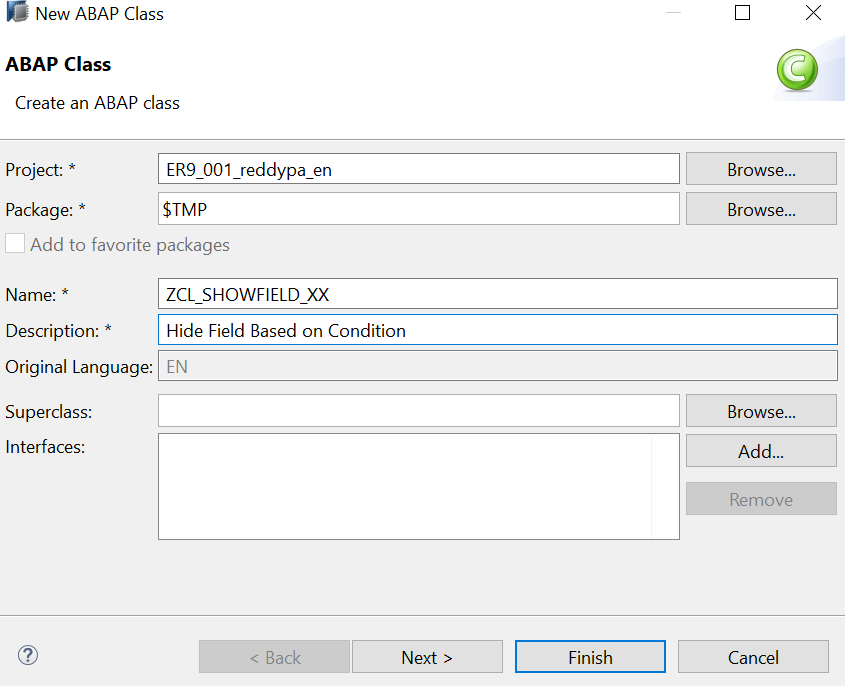 New ABAP Class
ABAP Class
Create an ABAP class
Project: * ER9_001_reddypa_en Browse...
Package: * $TMP Browse...
Add to favorite packages
Name: * ZCL_SHOWFIELD_XX
Description: * Hide Field Based on Condition
Original Language: EN
Superclass: Browse...
Interfaces: Add...
Remove
? < Back Next > Finish Cancel